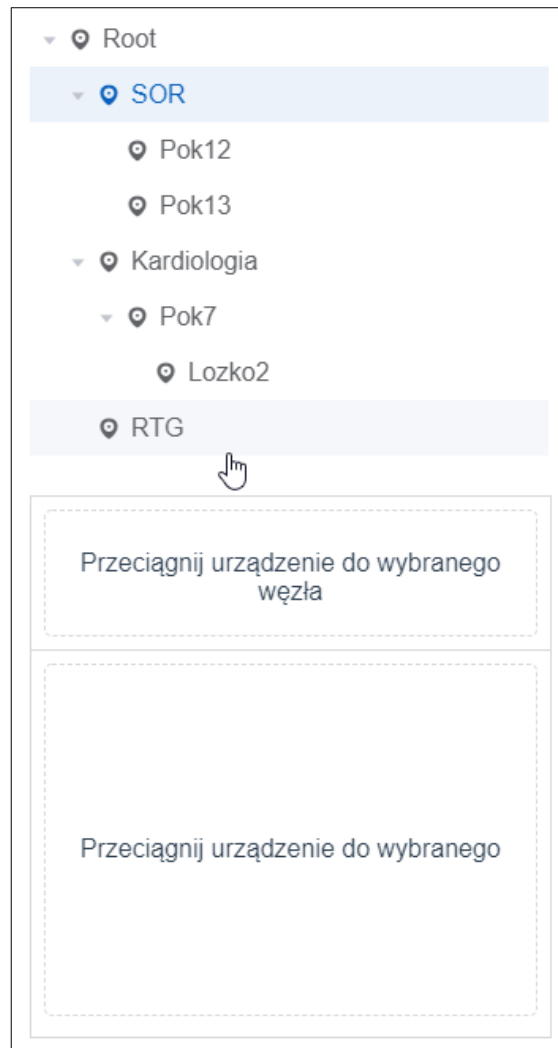 Root
SOR
Pok12
Pok13
Kardiologia
Pok7
Lozko2
RTG
Przeciągnij urządzenie do wybranego
węzła
Przeciągnij urządzenie do wybranego